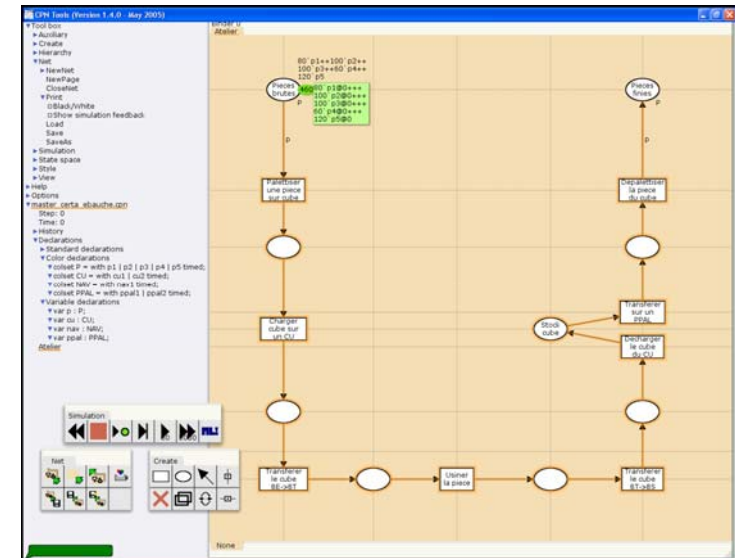 CPN Tools (Version 1.4.0 - May 2005)
Tool box
Auxiliary
Create
Hierarchy
Net
NewNet
NewPage
CloseNet
Print
Black/White
Show simulation feedback
Load
Save
SaveAs
Simulation
State space
Style
View
Help
Options
master_certa_ebauche.cpn
Step: 0
Time: 0
History
Declarations
Standard declarations
Color declarations
colset P = with p1 | p2 | p3 | p4 | p5 timed;
colset CU = with cu1 | cu2 timed;
colset NAV = with nav1 timed;
colset PPAL = with ppal1 | ppal2 timed;
Variable declarations
var p : P;
var cu : CU;
var nav : NAV;
var ppal : PPAL;
Atelier
Simulation
ML!
Net
Create
Binder 0
Atelier
80`p1++100`p2++
100`p3++60`p4++
120`p5
Pieces
brutes
460
80`p1@0+++
100`p2@0+++
100`p3@0+++
60`p4@0+++
120`p5@0
p
Palettiser
une piece
sur cube
Charger
cube sur
un CU
Transferer
le cube
BE->BT
Usiner
la piece
Transferer
le cube
BT->BS
Decharger
le cube
du CU
Stock
cube
Transferer
sur un
PPAL
Depalettiser
la piece
du cube
p
Pieces
finies
p
None